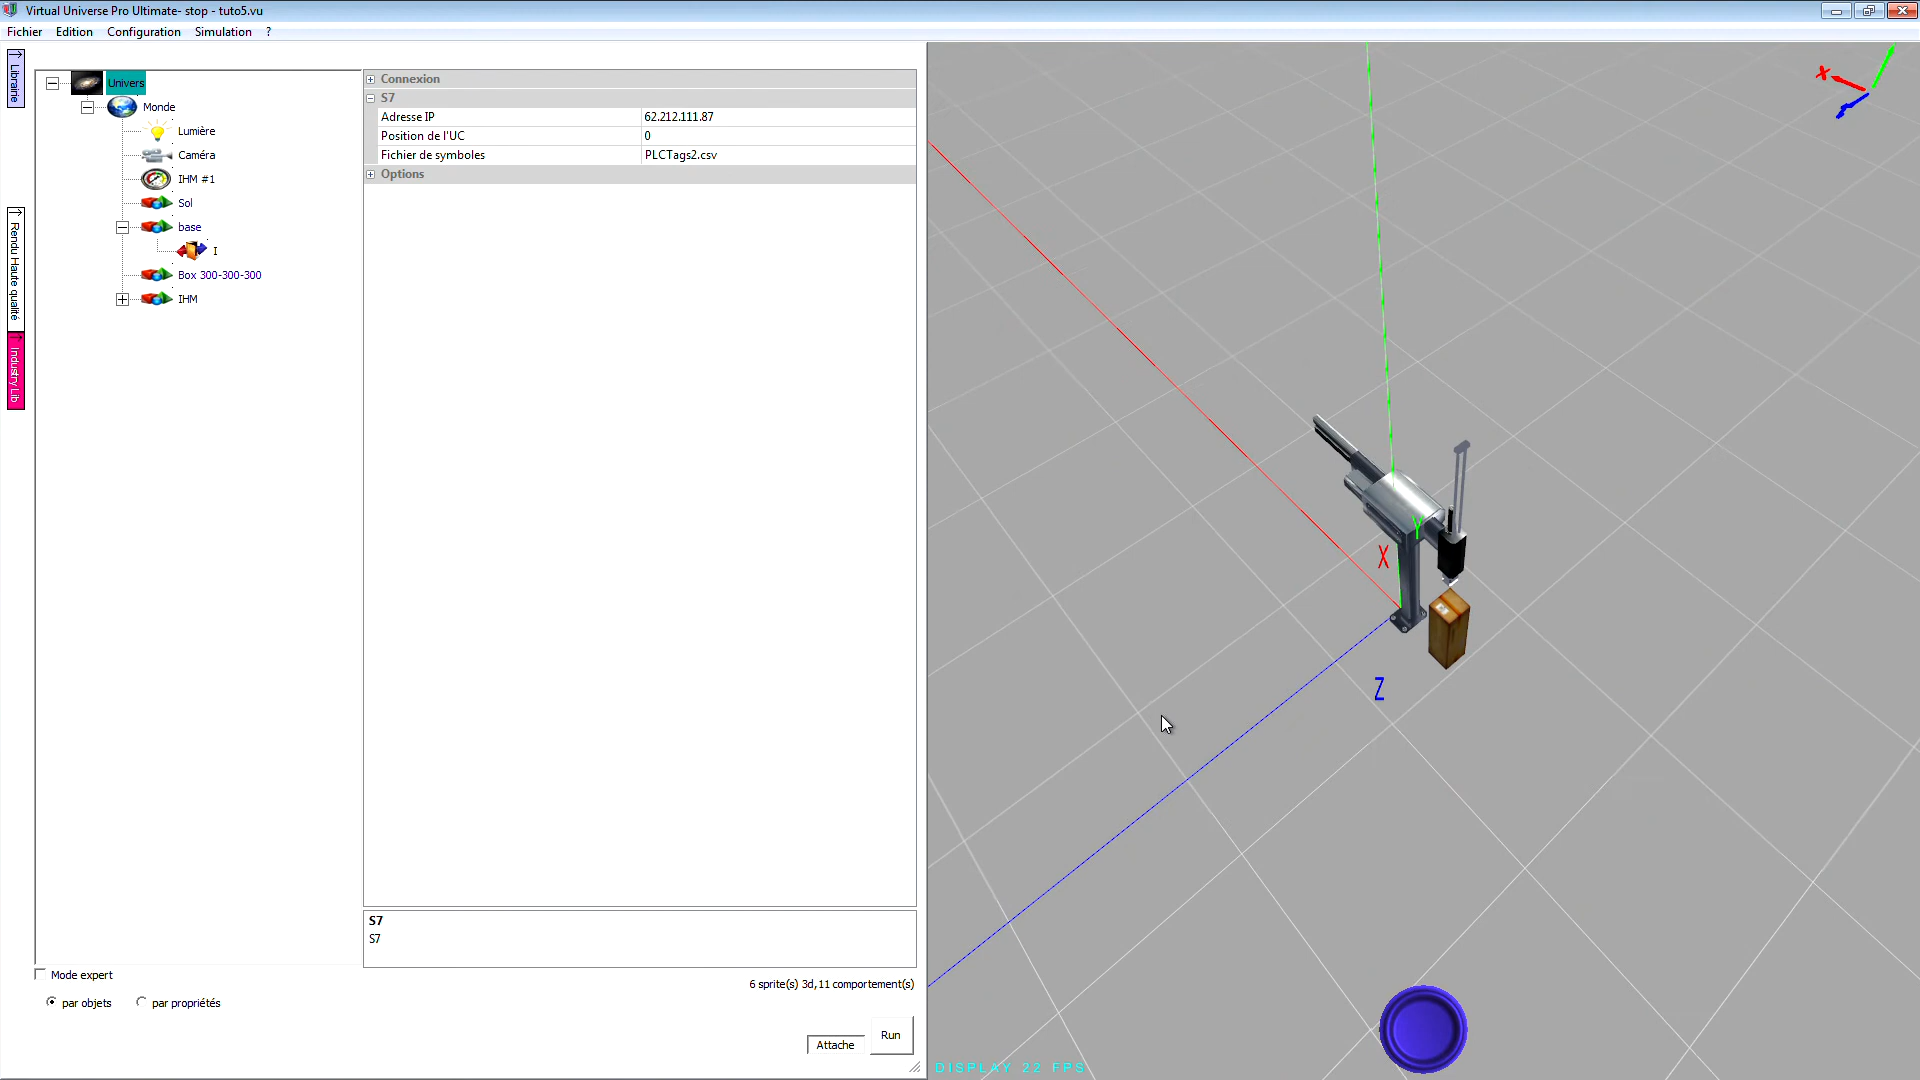 Virtual Universe Pro Ultimate- stop - tuto5.vu
Fichier Edition Configuration Simulation ?
Librairie
Rendu Haute qualité
Industry Lib
Univers
Monde
Lumière
Caméra
IHM #1
Sol
base
I
Box 300-300-300
IHM
Connexion
S7
Adresse IP 62.212.111.87
Position de l'UC 0
Fichier de symboles PLCTags2.csv
Options
S7
S7
Mode expert
par objets par propriétés
6 sprite(s) 3d,11 comportement(s)
Attache Run
X
Y
X
Z
DISPLAY 22 FPS